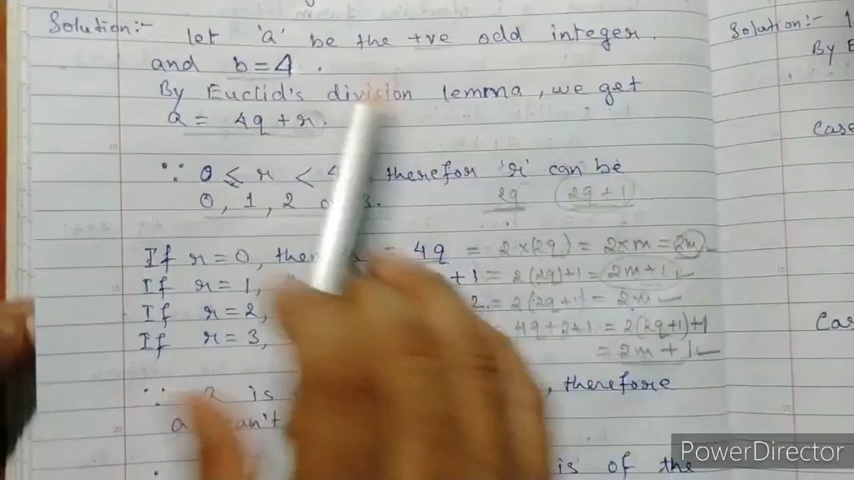 Solution:- let 'a' be the +ve odd integer.
and b=4.
By Euclid's division lemma, we get
a = 4q + r.
∵ 0 ≤ r < therefor 'r' can be
0, 1, 2 3.
2q 2q+1
If r=0, 4q = 2×(2q) = 2×m = 2m
If r=1, +1 = 2(2q)+1 = 2m+1
If r=2, 2 = 2(2q+1) = 2m
If r=3, 4q+2+1 = 2(2q+1)+1
= 2m+1
∵ is , therefore
can't
is of the
Solution:-
By
Case
PowerDirector